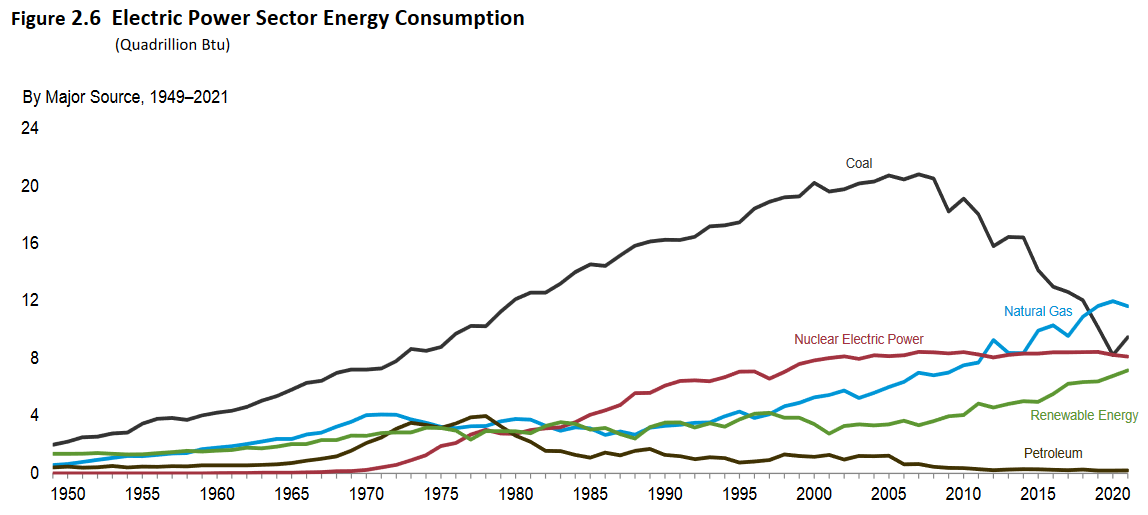 Figure 2.6 Electric Power Sector Energy Consumption
(Quadrillion Btu)
By Major Source, 1949–2021
24
Coal
20
16
12
Natural Gas
Nuclear Electric Power
8
4
Renewable Energy
Petroleum
0
1950 1955 1960 1965 1970 1975 1980 1985 1990 1995 2000 2005 2010 2015 2020